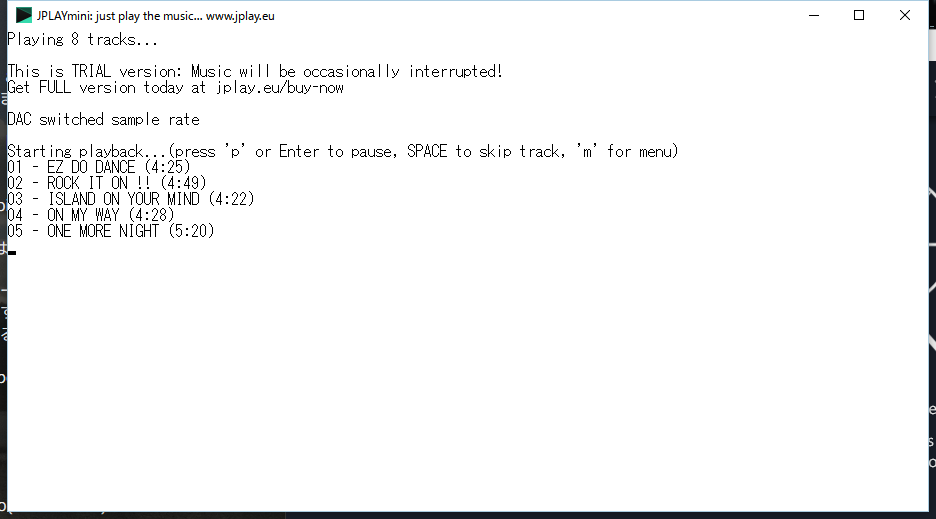 JPLAYmini: just play the music... www.jplay.eu
Playing 8 tracks...
This is TRIAL version: Music will be occasionally interrupted!
Get FULL version today at jplay.eu/buy-now
DAC switched sample rate
Starting playback...(press 'p' or Enter to pause, SPACE to skip track, 'm' for menu)
01 - EZ DO DANCE (4:25)
02 - ROCK IT ON !! (4:49)
03 - ISLAND ON YOUR MIND (4:22)
04 - ON MY WAY (4:28)
05 - ONE MORE NIGHT (5:20)